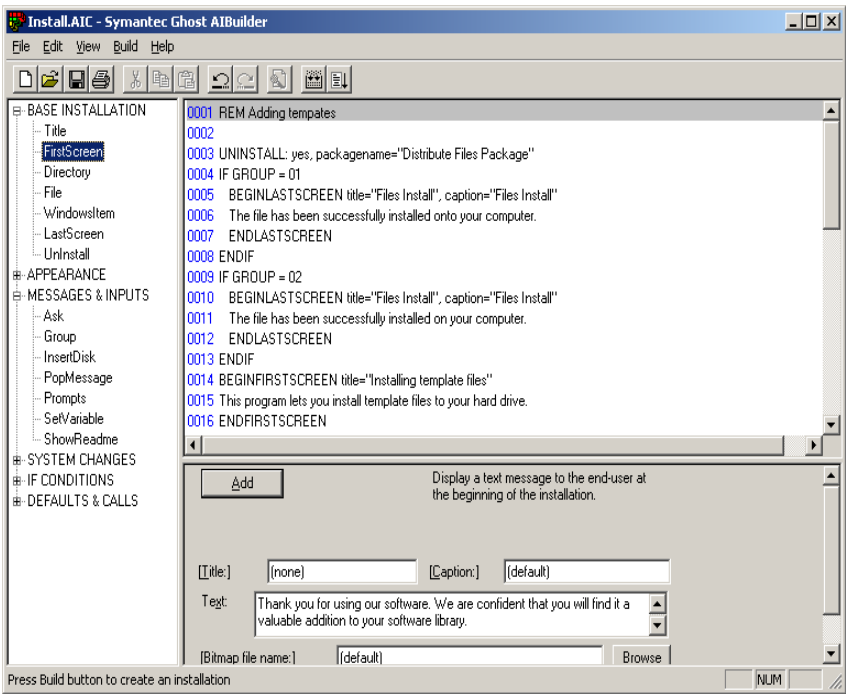 Install.AIC - Symantec Ghost AIBuilder
File Edit View Build Help
BASE INSTALLATION
Title
FirstScreen
Directory
File
WindowsItem
LastScreen
UnInstall
APPEARANCE
MESSAGES & INPUTS
Ask
Group
InsertDisk
PopMessage
Prompts
SetVariable
ShowReadme
SYSTEM CHANGES
IF CONDITIONS
DEFAULTS & CALLS
0001 REM Adding tempates
0002
0003 UNINSTALL: yes, packagename="Distribute Files Package"
0004 IF GROUP = 01
0005 BEGINLASTSCREEN title="Files Install", caption="Files Install"
0006 The file has been successfully installed onto your computer.
0007 ENDLASTSCREEN
0008 ENDIF
0009 IF GROUP = 02
0010 BEGINLASTSCREEN title="Files Install", caption="Files Install"
0011 The file has been successfully installed on your computer.
0012 ENDLASTSCREEN
0013 ENDIF
0014 BEGINFIRSTSCREEN title="Installing template files"
0015 This program lets you install template files to your hard drive.
0016 ENDFIRSTSCREEN
Add
Display a text message to the end-user at
the beginning of the installation.
[Title:] (none) [Caption:] (default)
Text: Thank you for using our software. We are confident that you will find it a
valuable addition to your software library.
[Bitmap file name:] (default) Browse
Press Build button to create an installation NUM